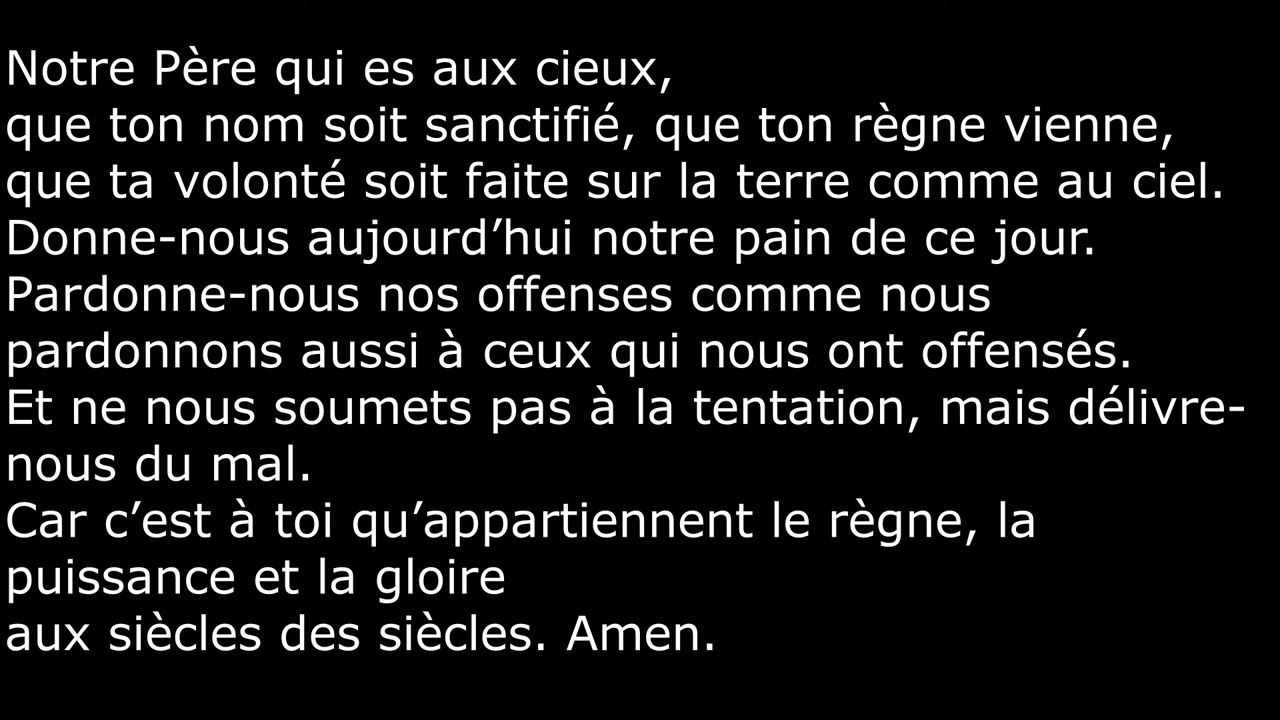 Notre Père qui es aux cieux,
que ton nom soit sanctifié, que ton règne vienne,
que ta volonté soit faite sur la terre comme au ciel.
Donne-nous aujourd’hui notre pain de ce jour.
Pardonne-nous nos offenses comme nous
pardonnons aussi à ceux qui nous ont offensés.
Et ne nous soumets pas à la tentation, mais délivre-
nous du mal.
Car c’est à toi qu’appartiennent le règne, la
puissance et la gloire
aux siècles des siècles. Amen.